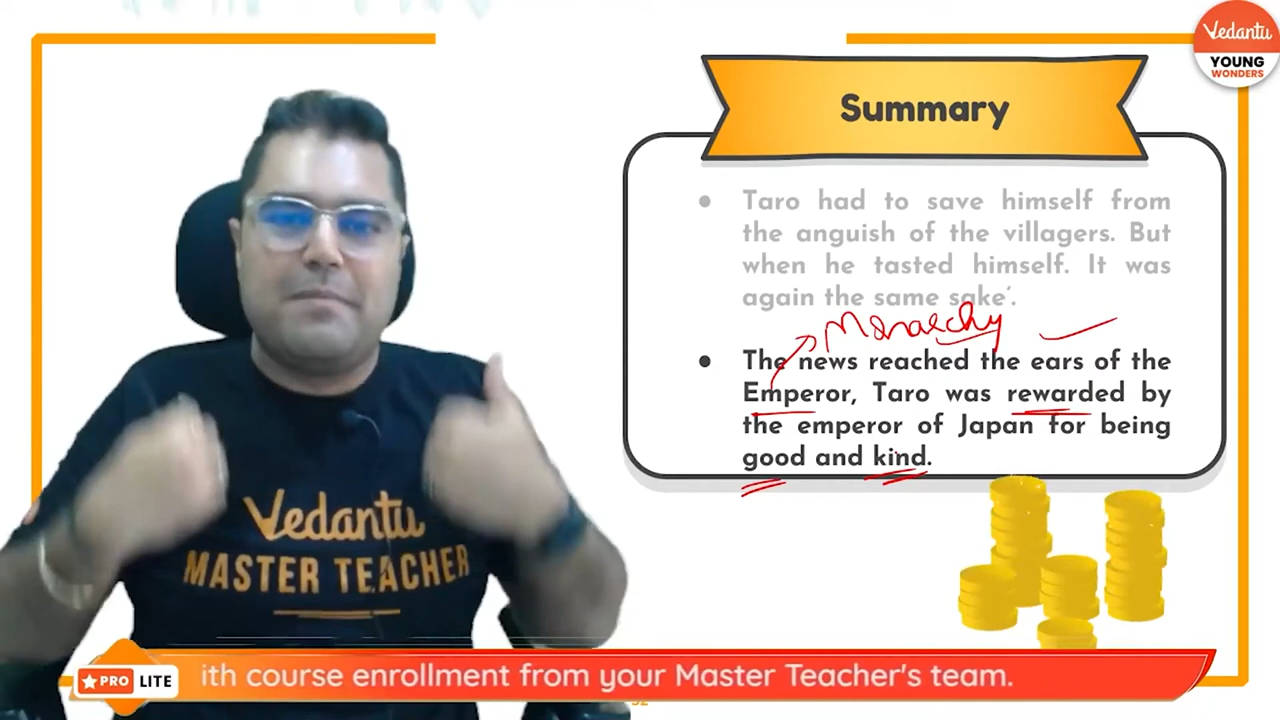 Vedantu
YOUNG
WONDERS
Summary
• Taro had to save himself from
the anguish of the villagers. But
when he tasted himself. It was
again the same sake'.
Monarchy
• The news reached the ears of the
Emperor, Taro was rewarded by
the emperor of Japan for being
good and kind.
Vedantu
MASTER TEACHER
PRO LITE
ith course enrollment from your Master Teacher's team.